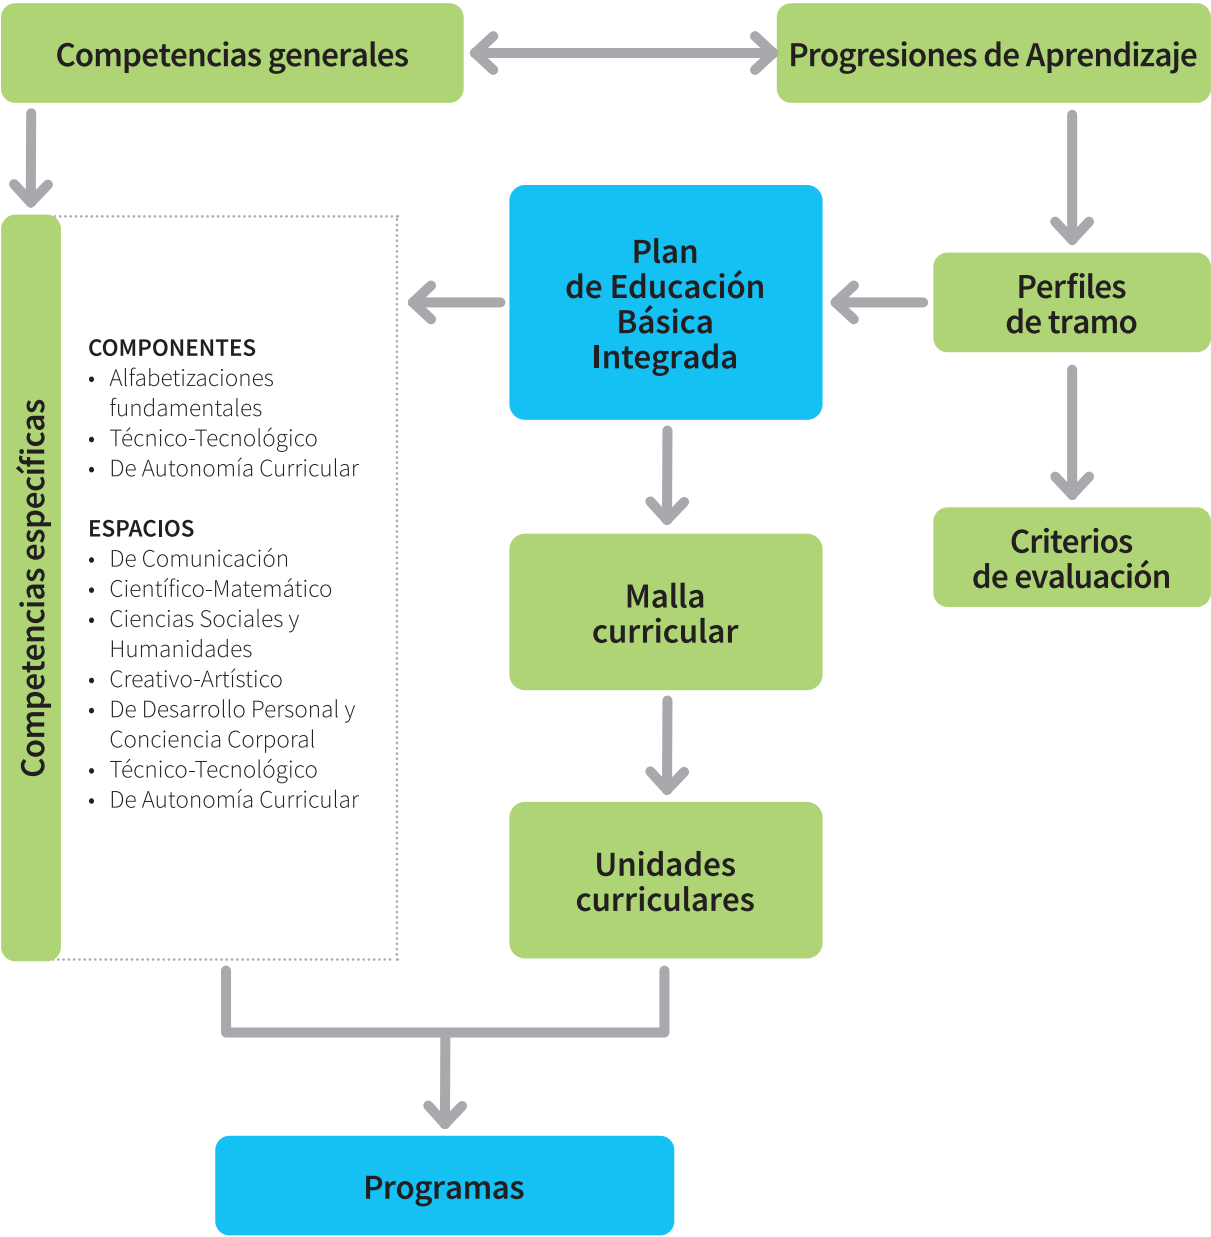 Competencias generales
Progresiones de Aprendizaje
Plan
de Educación
Básica
Integrada
Perfiles
de tramo
Competencias específicas
COMPONENTES
• Alfabetizaciones
fundamentales
• Técnico-Tecnológico
• De Autonomía Curricular
ESPACIOS
• De Comunicación
• Científico-Matemático
• Ciencias Sociales y
Humanidades
• Creativo-Artístico
• De Desarrollo Personal y
Conciencia Corporal
• Técnico-Tecnológico
• De Autonomía Curricular
Malla
curricular
Criterios
de evaluación
Unidades
curriculares
Programas